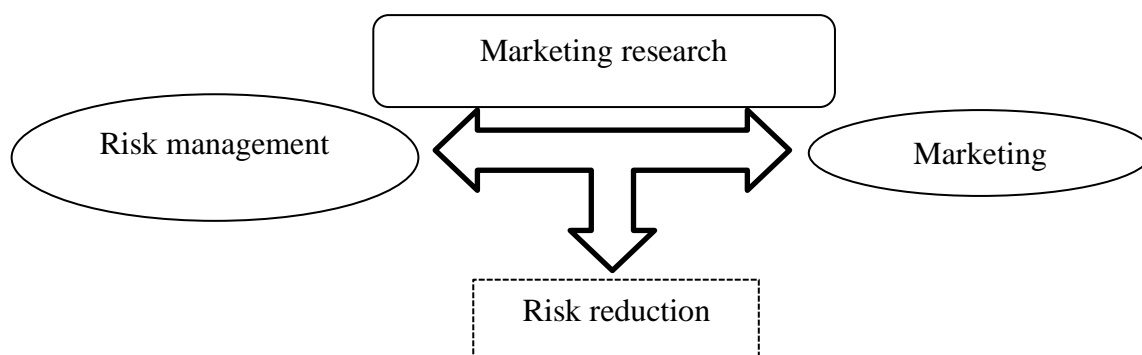 Marketing research
Risk management
Marketing
Risk reduction